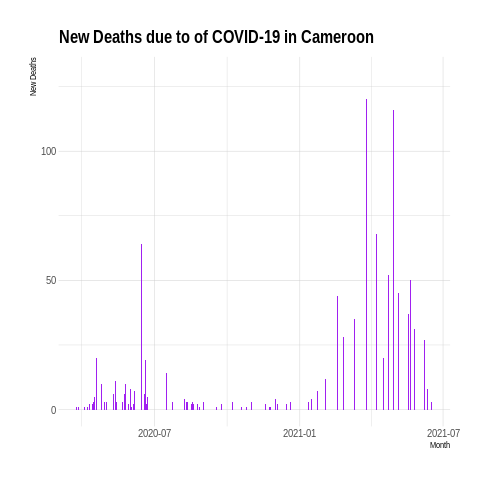 New Deaths due to of COVID-19 in Cameroon
New Deaths
100
50
0
2020-07
2021-01
2021-07
Month